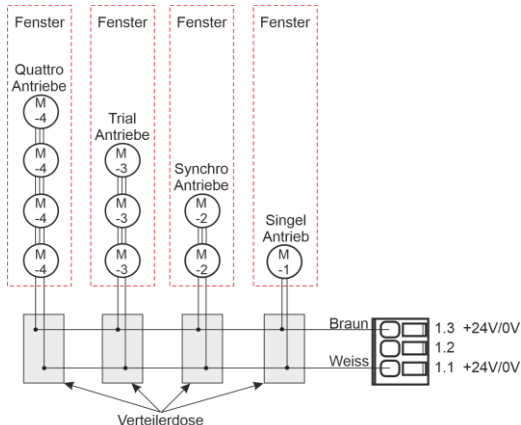 Fenster
Fenster
Fenster
Fenster
Quattro
Antriebe
M
-4
M
-4
M
-4
M
-4
Trial
Antriebe
M
-3
M
-3
M
-3
Synchro
Antriebe
M
-2
M
-2
Singel
Antrieb
M
-1
Braun
1.3 +24V/0V
1.2
Weiss
1.1 +24V/0V
Verteilerdose